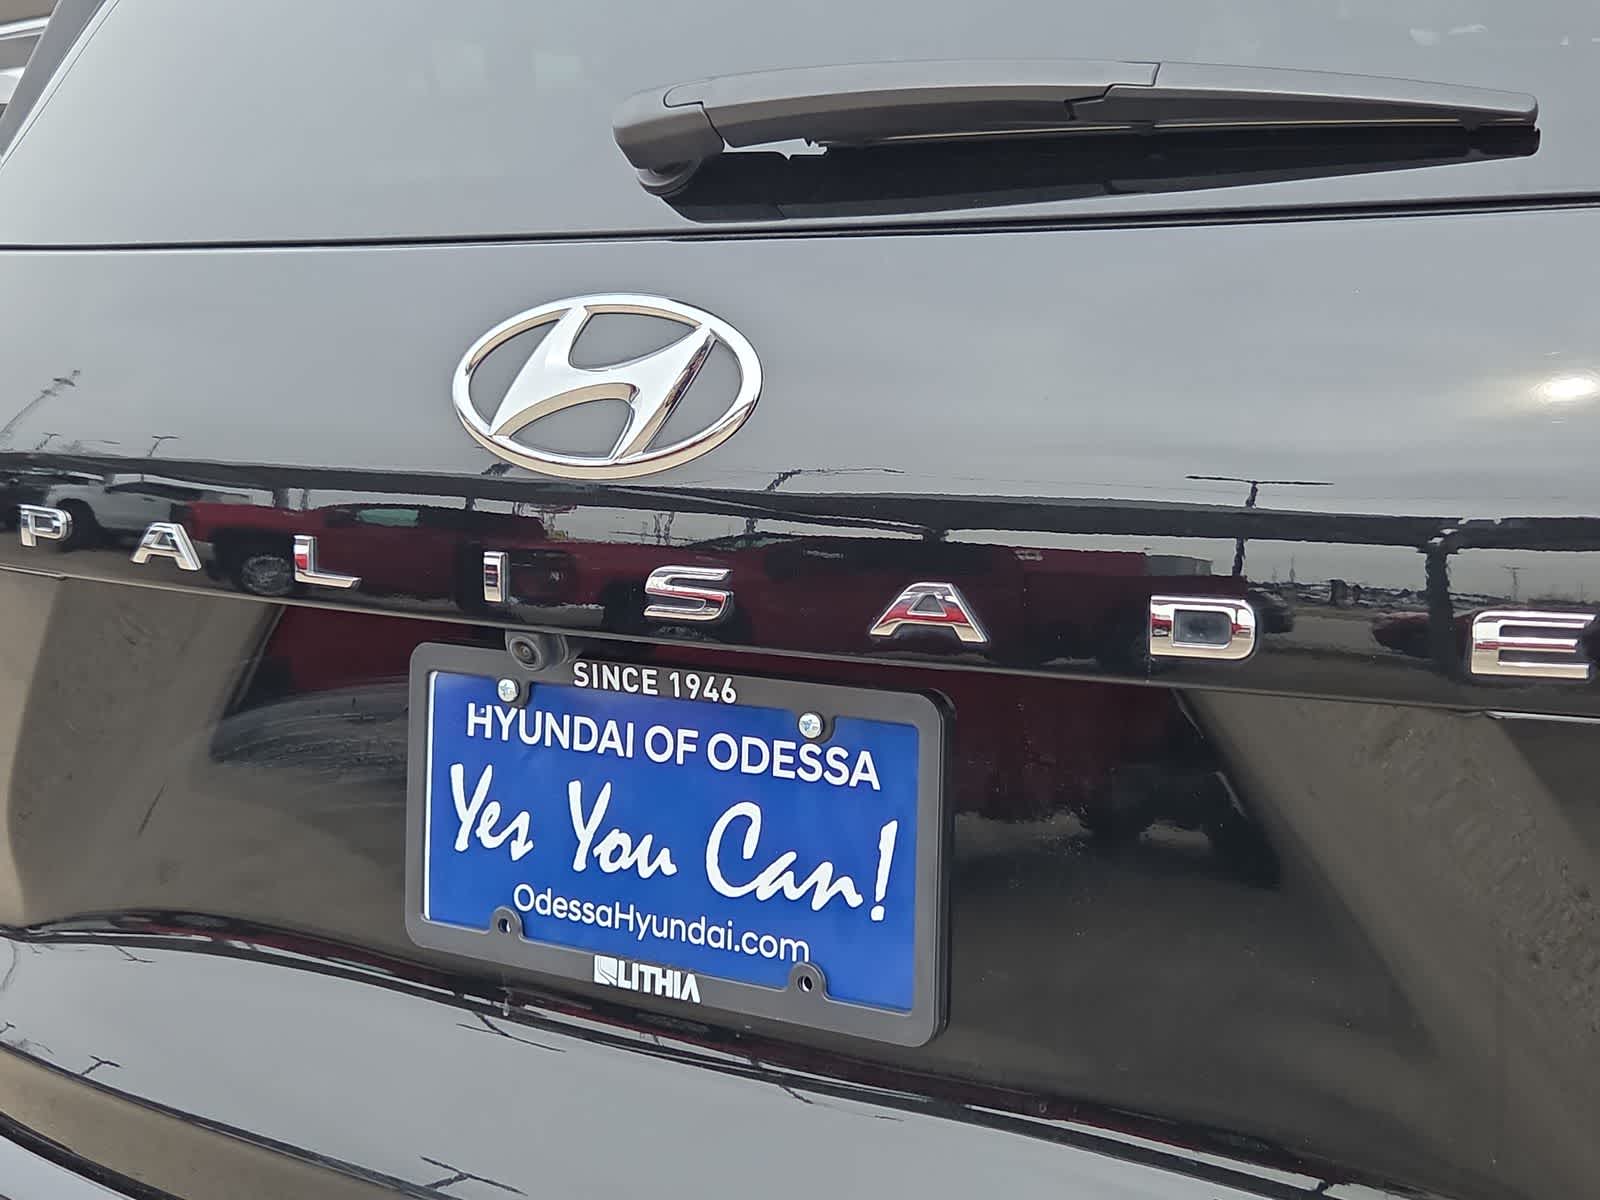 PALISADE
SINCE 1946
HYUNDAI OF ODESSA
Yes You Can!
OdessaHyundai.com
LITHIA